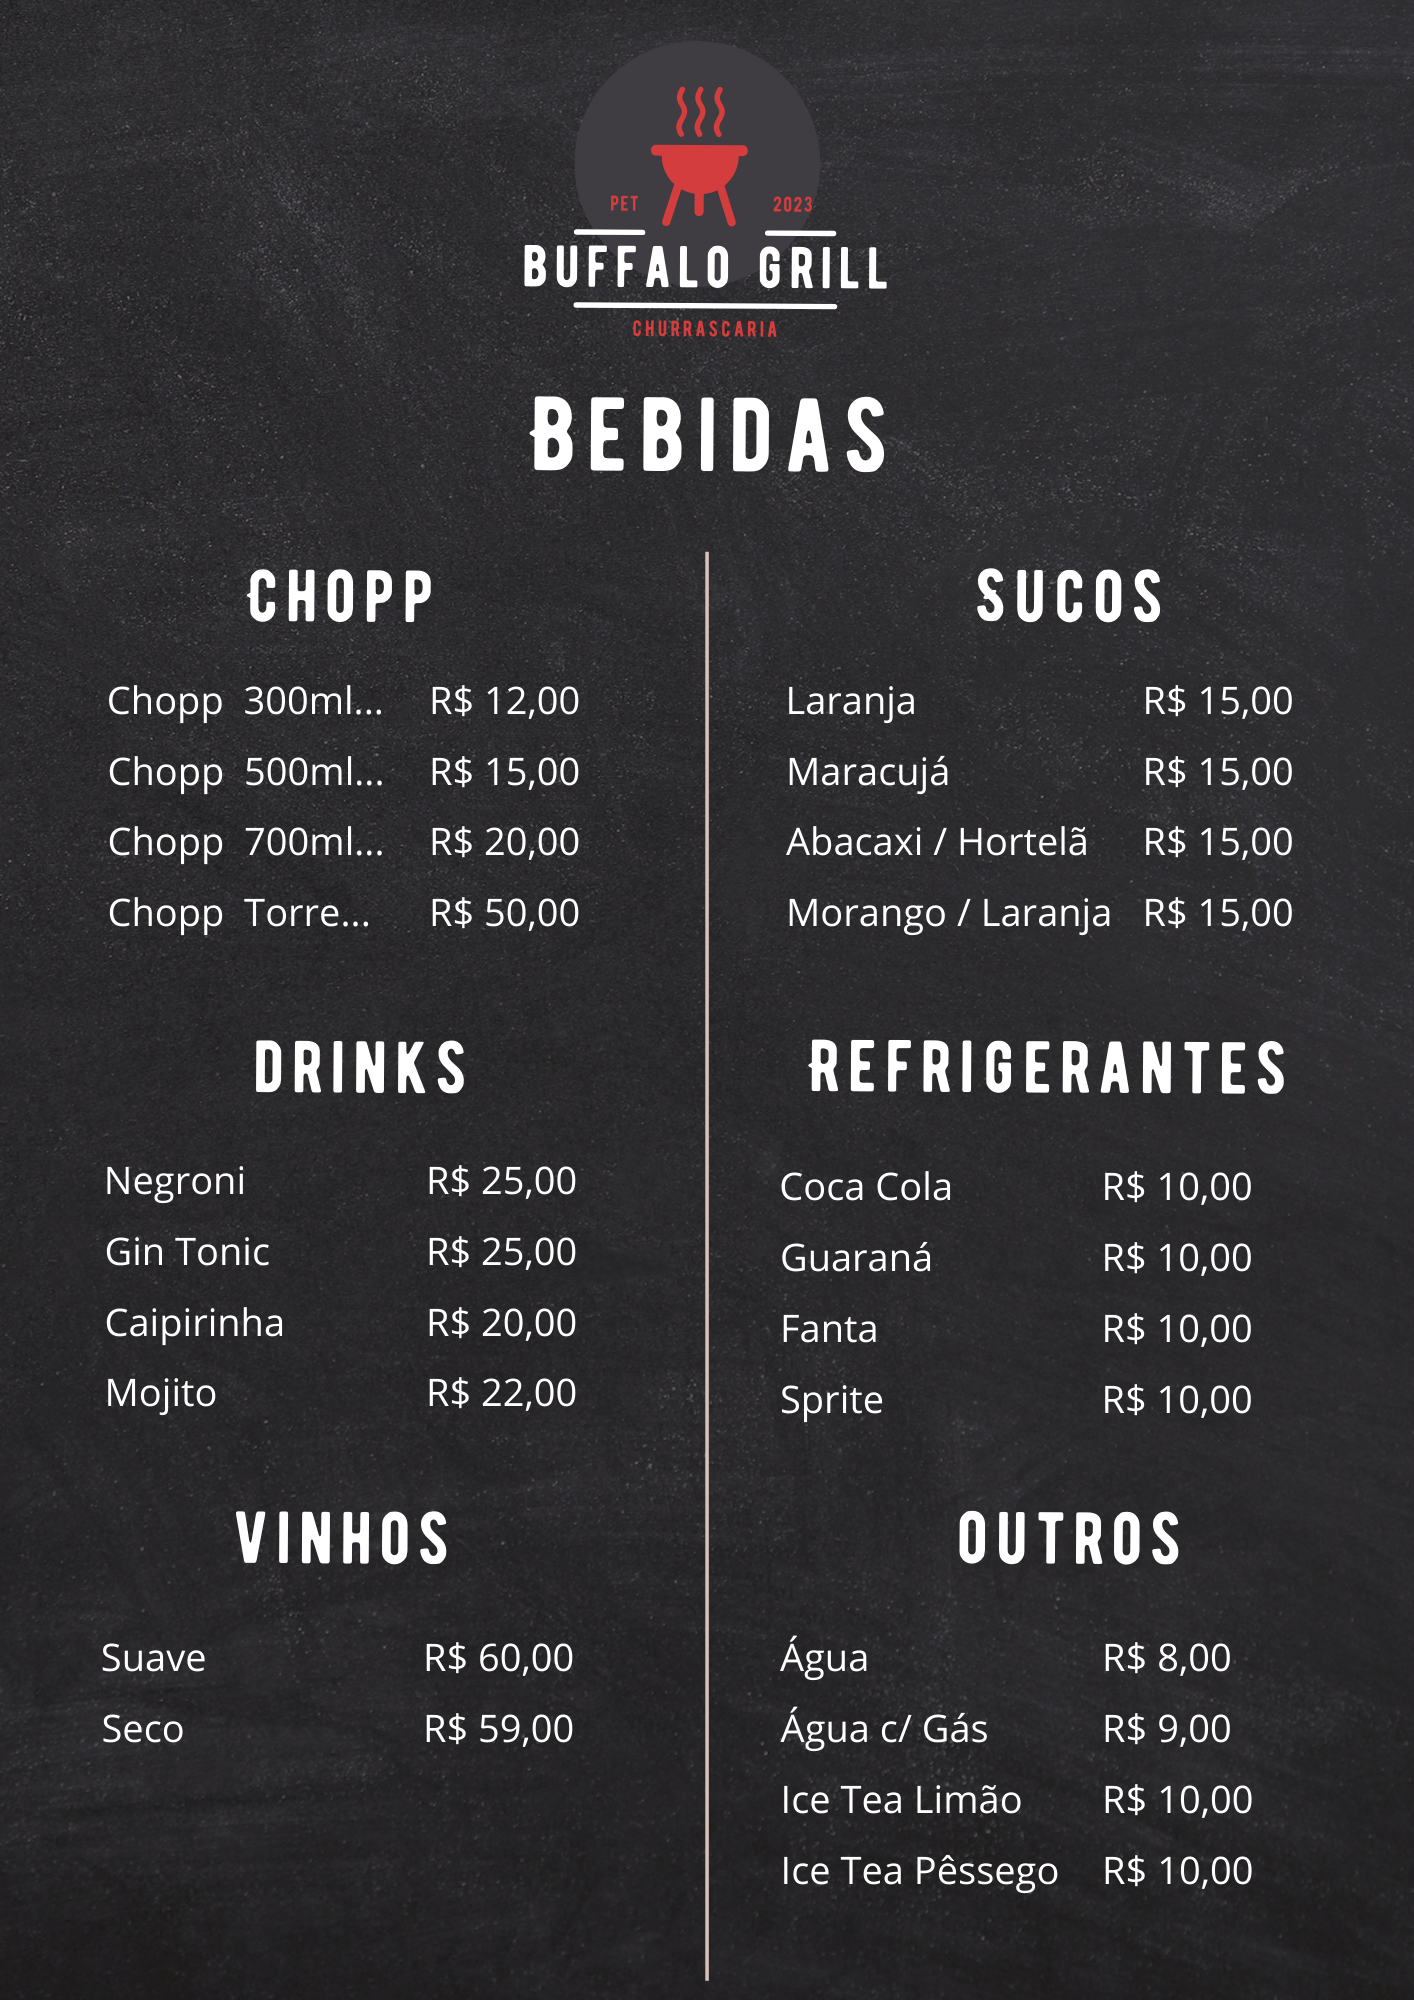 PET 2023
BUFFALO GRILL
CHURRASCARIA
BEBIDAS
CHOPP
Chopp 300ml... R$ 12,00
Chopp 500ml... R$ 15,00
Chopp 700ml... R$ 20,00
Chopp Torre... R$ 50,00
DRINKS
Negroni R$ 25,00
Gin Tonic R$ 25,00
Caipirinha R$ 20,00
Mojito R$ 22,00
VINHOS
Suave R$ 60,00
Seco R$ 59,00
SUCOS
Laranja R$ 15,00
Maracujá R$ 15,00
Abacaxi / Hortelã R$ 15,00
Morango / Laranja R$ 15,00
REFRIGERANTES
Coca Cola R$ 10,00
Guaraná R$ 10,00
Fanta R$ 10,00
Sprite R$ 10,00
OUTROS
Água R$ 8,00
Água c/ Gás R$ 9,00
Ice Tea Limão R$ 10,00
Ice Tea Pêssego R$ 10,00